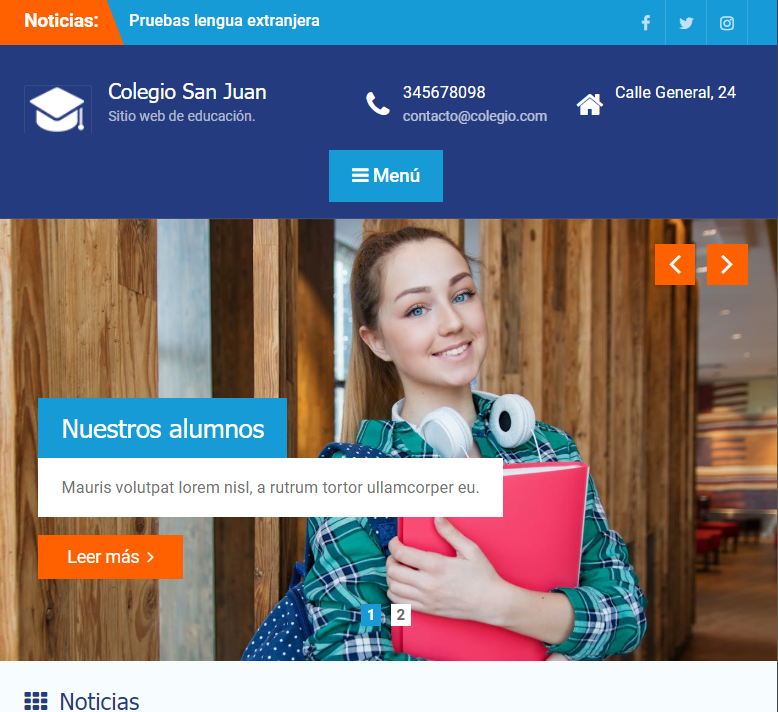 Noticias: Pruebas lengua extranjera
Colegio San Juan
Sitio web de educación.
345678098
contacto@colegio.com
Calle General, 24
Menú
Nuestros alumnos
Mauris volutpat lorem nisl, a rutrum tortor ullamcorper eu.
Leer más
1 2
Noticias